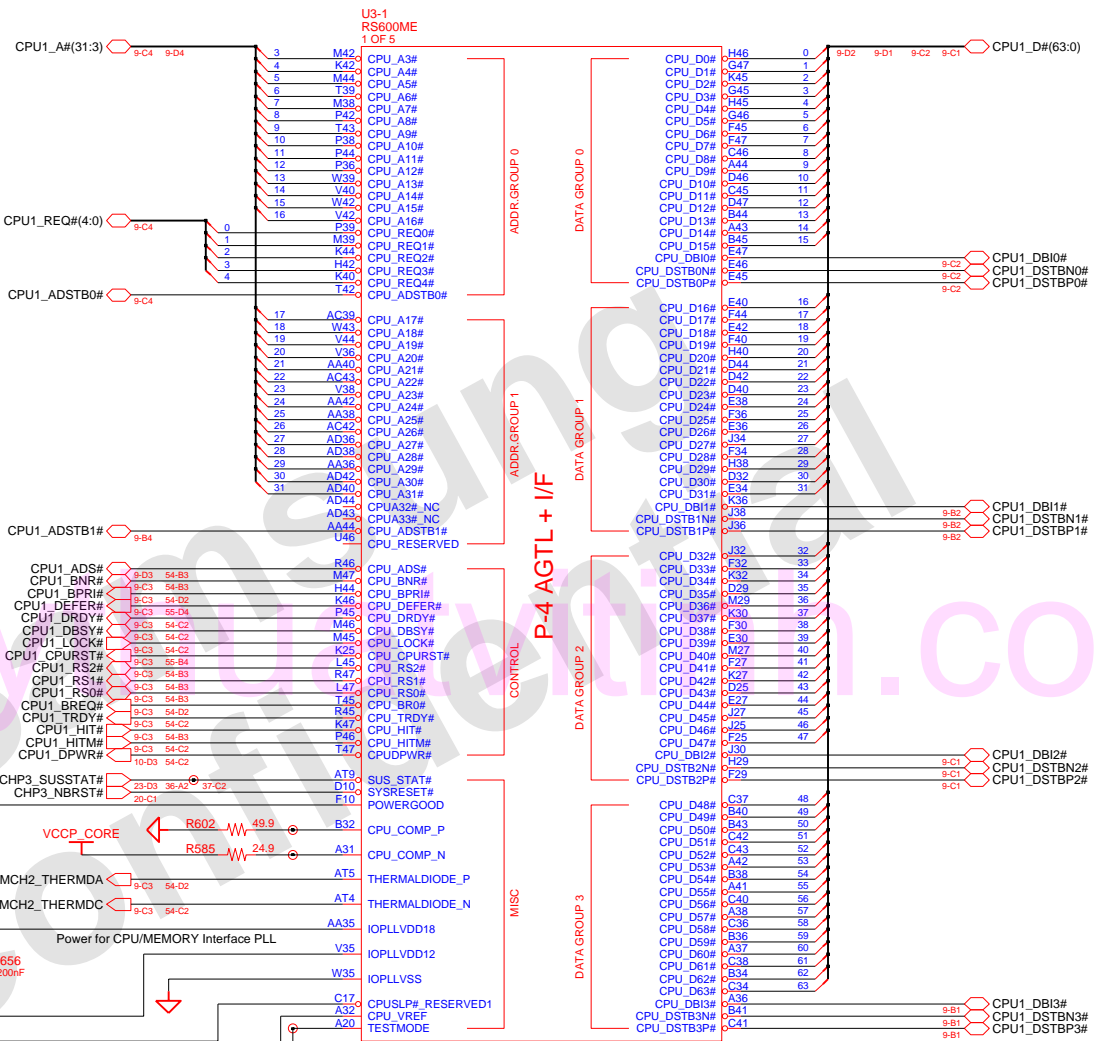 U3-1
RS600ME
1 OF 5
CPU1_A#(31:3) 9-C4 9-D4
CPU1_D#(63:0) 9-D2 9-D1 9-C2 9-C1
3 M42 CPU_A3#
4 K42 CPU_A4#
5 M44 CPU_A5#
6 T39 CPU_A6#
7 M38 CPU_A7#
8 P42 CPU_A8#
9 T43 CPU_A9#
10 P38 CPU_A10#
11 P44 CPU_A11#
12 P36 CPU_A12#
13 W39 CPU_A13#
14 V40 CPU_A14#
15 W42 CPU_A15#
16 V42 CPU_A16#
CPU1_REQ#(4:0) 9-C4
0 P39 CPU_REQ0#
1 M39 CPU_REQ1#
2 K44 CPU_REQ2#
3 H42 CPU_REQ3#
4 K40 CPU_REQ4#
CPU1_ADSTB0# 9-C4 T42 CPU_ADSTB0#
ADDR.GROUP 0
17 AC39 CPU_A17#
18 W43 CPU_A18#
19 V44 CPU_A19#
20 V36 CPU_A20#
21 AA40 CPU_A21#
22 AC43 CPU_A22#
23 V38 CPU_A23#
24 AA42 CPU_A24#
25 AA38 CPU_A25#
26 AC42 CPU_A26#
27 AD36 CPU_A27#
28 AD38 CPU_A28#
29 AA36 CPU_A29#
30 AD42 CPU_A30#
31 AD40 CPU_A31#
AD44 CPUA32#_NC
AD43 CPUA33#_NC
CPU1_ADSTB1# 9-B4 AA44 CPU_ADSTB1#
U46 CPU_RESERVED
ADDR.GROUP 1
CPU1_ADS# 9-D3 54-B3 R46 CPU_ADS#
CPU1_BNR# 9-C3 54-B3 M47 CPU_BNR#
CPU1_BPRI# 9-C3 54-D2 H44 CPU_BPRI#
CPU1_DEFER# 9-C3 55-D4 K46 CPU_DEFER#
CPU1_DRDY# 9-C3 54-C2 P45 CPU_DRDY#
CPU1_DBSY# 9-C3 54-C2 M46 CPU_DBSY#
CPU1_LOCK# 9-C3 54-C2 M45 CPU_LOCK#
CPU1_CPURST# 9-C3 55-B4 K25 CPU_CPURST#
CPU1_RS2# 9-C3 54-B3 L45 CPU_RS2#
CPU1_RS1# 9-C3 54-B3 R47 CPU_RS1#
CPU1_RS0# 9-C3 54-B3 L47 CPU_RS0#
CPU1_BREQ# 9-C3 54-D2 T45 CPU_BR0#
CPU1_TRDY# 9-C3 54-C2 R45 CPU_TRDY#
CPU1_HIT# 9-C3 54-B3 K47 CPU_HIT#
CPU1_HITM# 9-C3 54-C2 P46 CPU_HITM#
CPU1_DPWR# 10-D3 54-C2 T47 CPUDPWR#
CONTROL
CHP3_SUSSTAT# 23-D3 36-A2 37-C2 AT9 SUS_STAT#
CHP3_NBRST# 20-C1 D10 SYSRESET#
F10 POWERGOOD
R602 49.9 B32 CPU_COMP_P
VCCP_CORE R585 24.9 A31 CPU_COMP_N
MCH2_THERMDA 9-C3 54-D2 AT5 THERMALDIODE_P
MCH2_THERMDC 9-C3 54-C2 AT4 THERMALDIODE_N
AA35 IOPLLVDD18
Power for CPU/MEMORY Interface PLL
V35 IOPLLVDD12
656
200nF
W35 IOPLLVSS
C17 CPUSLP#_RESERVED1
A32 CPU_VREF
A20 TESTMODE
MISC
P-4 AGTL + I/F
CPU_D0# H46 0
CPU_D1# G47 1
CPU_D2# K45 2
CPU_D3# G45 3
CPU_D4# H45 4
CPU_D5# G46 5
CPU_D6# F45 6
CPU_D7# F47 7
CPU_D8# C46 8
CPU_D9# A44 9
CPU_D10# D46 10
CPU_D11# C45 11
CPU_D12# D47 12
CPU_D13# B44 13
CPU_D14# A43 14
CPU_D15# B45 15
CPU_DBI0# E47 9-C2 CPU1_DBI0#
CPU_DSTB0N# E46 9-C2 CPU1_DSTBN0#
CPU_DSTB0P# E45 9-C2 CPU1_DSTBP0#
DATA GROUP 0
CPU_D16# E40 16
CPU_D17# F44 17
CPU_D18# E42 18
CPU_D19# F40 19
CPU_D20# H40 20
CPU_D21# D44 21
CPU_D22# D42 22
CPU_D23# D40 23
CPU_D24# E38 24
CPU_D25# F36 25
CPU_D26# E36 26
CPU_D27# J34 27
CPU_D28# F34 28
CPU_D29# H38 29
CPU_D30# D32 30
CPU_D31# E34 31
CPU_DBI1# K36 9-B2 CPU1_DBI1#
CPU_DSTB1N# J38 9-B2 CPU1_DSTBN1#
CPU_DSTB1P# J36 9-B2 CPU1_DSTBP1#
DATA GROUP 1
CPU_D32# J32 32
CPU_D33# F32 33
CPU_D34# K32 34
CPU_D35# D29 35
CPU_D36# M29 36
CPU_D37# K30 37
CPU_D38# F30 38
CPU_D39# E30 39
CPU_D40# M27 40
CPU_D41# F27 41
CPU_D42# K27 42
CPU_D43# D25 43
CPU_D44# E27 44
CPU_D45# J27 45
CPU_D46# J25 46
CPU_D47# F25 47
CPU_DBI2# J30 9-C1 CPU1_DBI2#
CPU_DSTB2N# H29 9-C1 CPU1_DSTBN2#
CPU_DSTB2P# F29 9-C1 CPU1_DSTBP2#
DATA GROUP 2
CPU_D48# C37 48
CPU_D49# B40 49
CPU_D50# B43 50
CPU_D51# C42 51
CPU_D52# C43 52
CPU_D53# A42 53
CPU_D54# B38 54
CPU_D55# A41 55
CPU_D56# C40 56
CPU_D57# A38 57
CPU_D58# C36 58
CPU_D59# B36 59
CPU_D60# A37 60
CPU_D61# C38 61
CPU_D62# B34 62
CPU_D63# C34 63
CPU_DBI3# A36 9-B1 CPU1_DBI3#
CPU_DSTB3N# B41 9-B1 CPU1_DSTBN3#
CPU_DSTB3P# C41 9-B1 CPU1_DSTBP3#
DATA GROUP 3